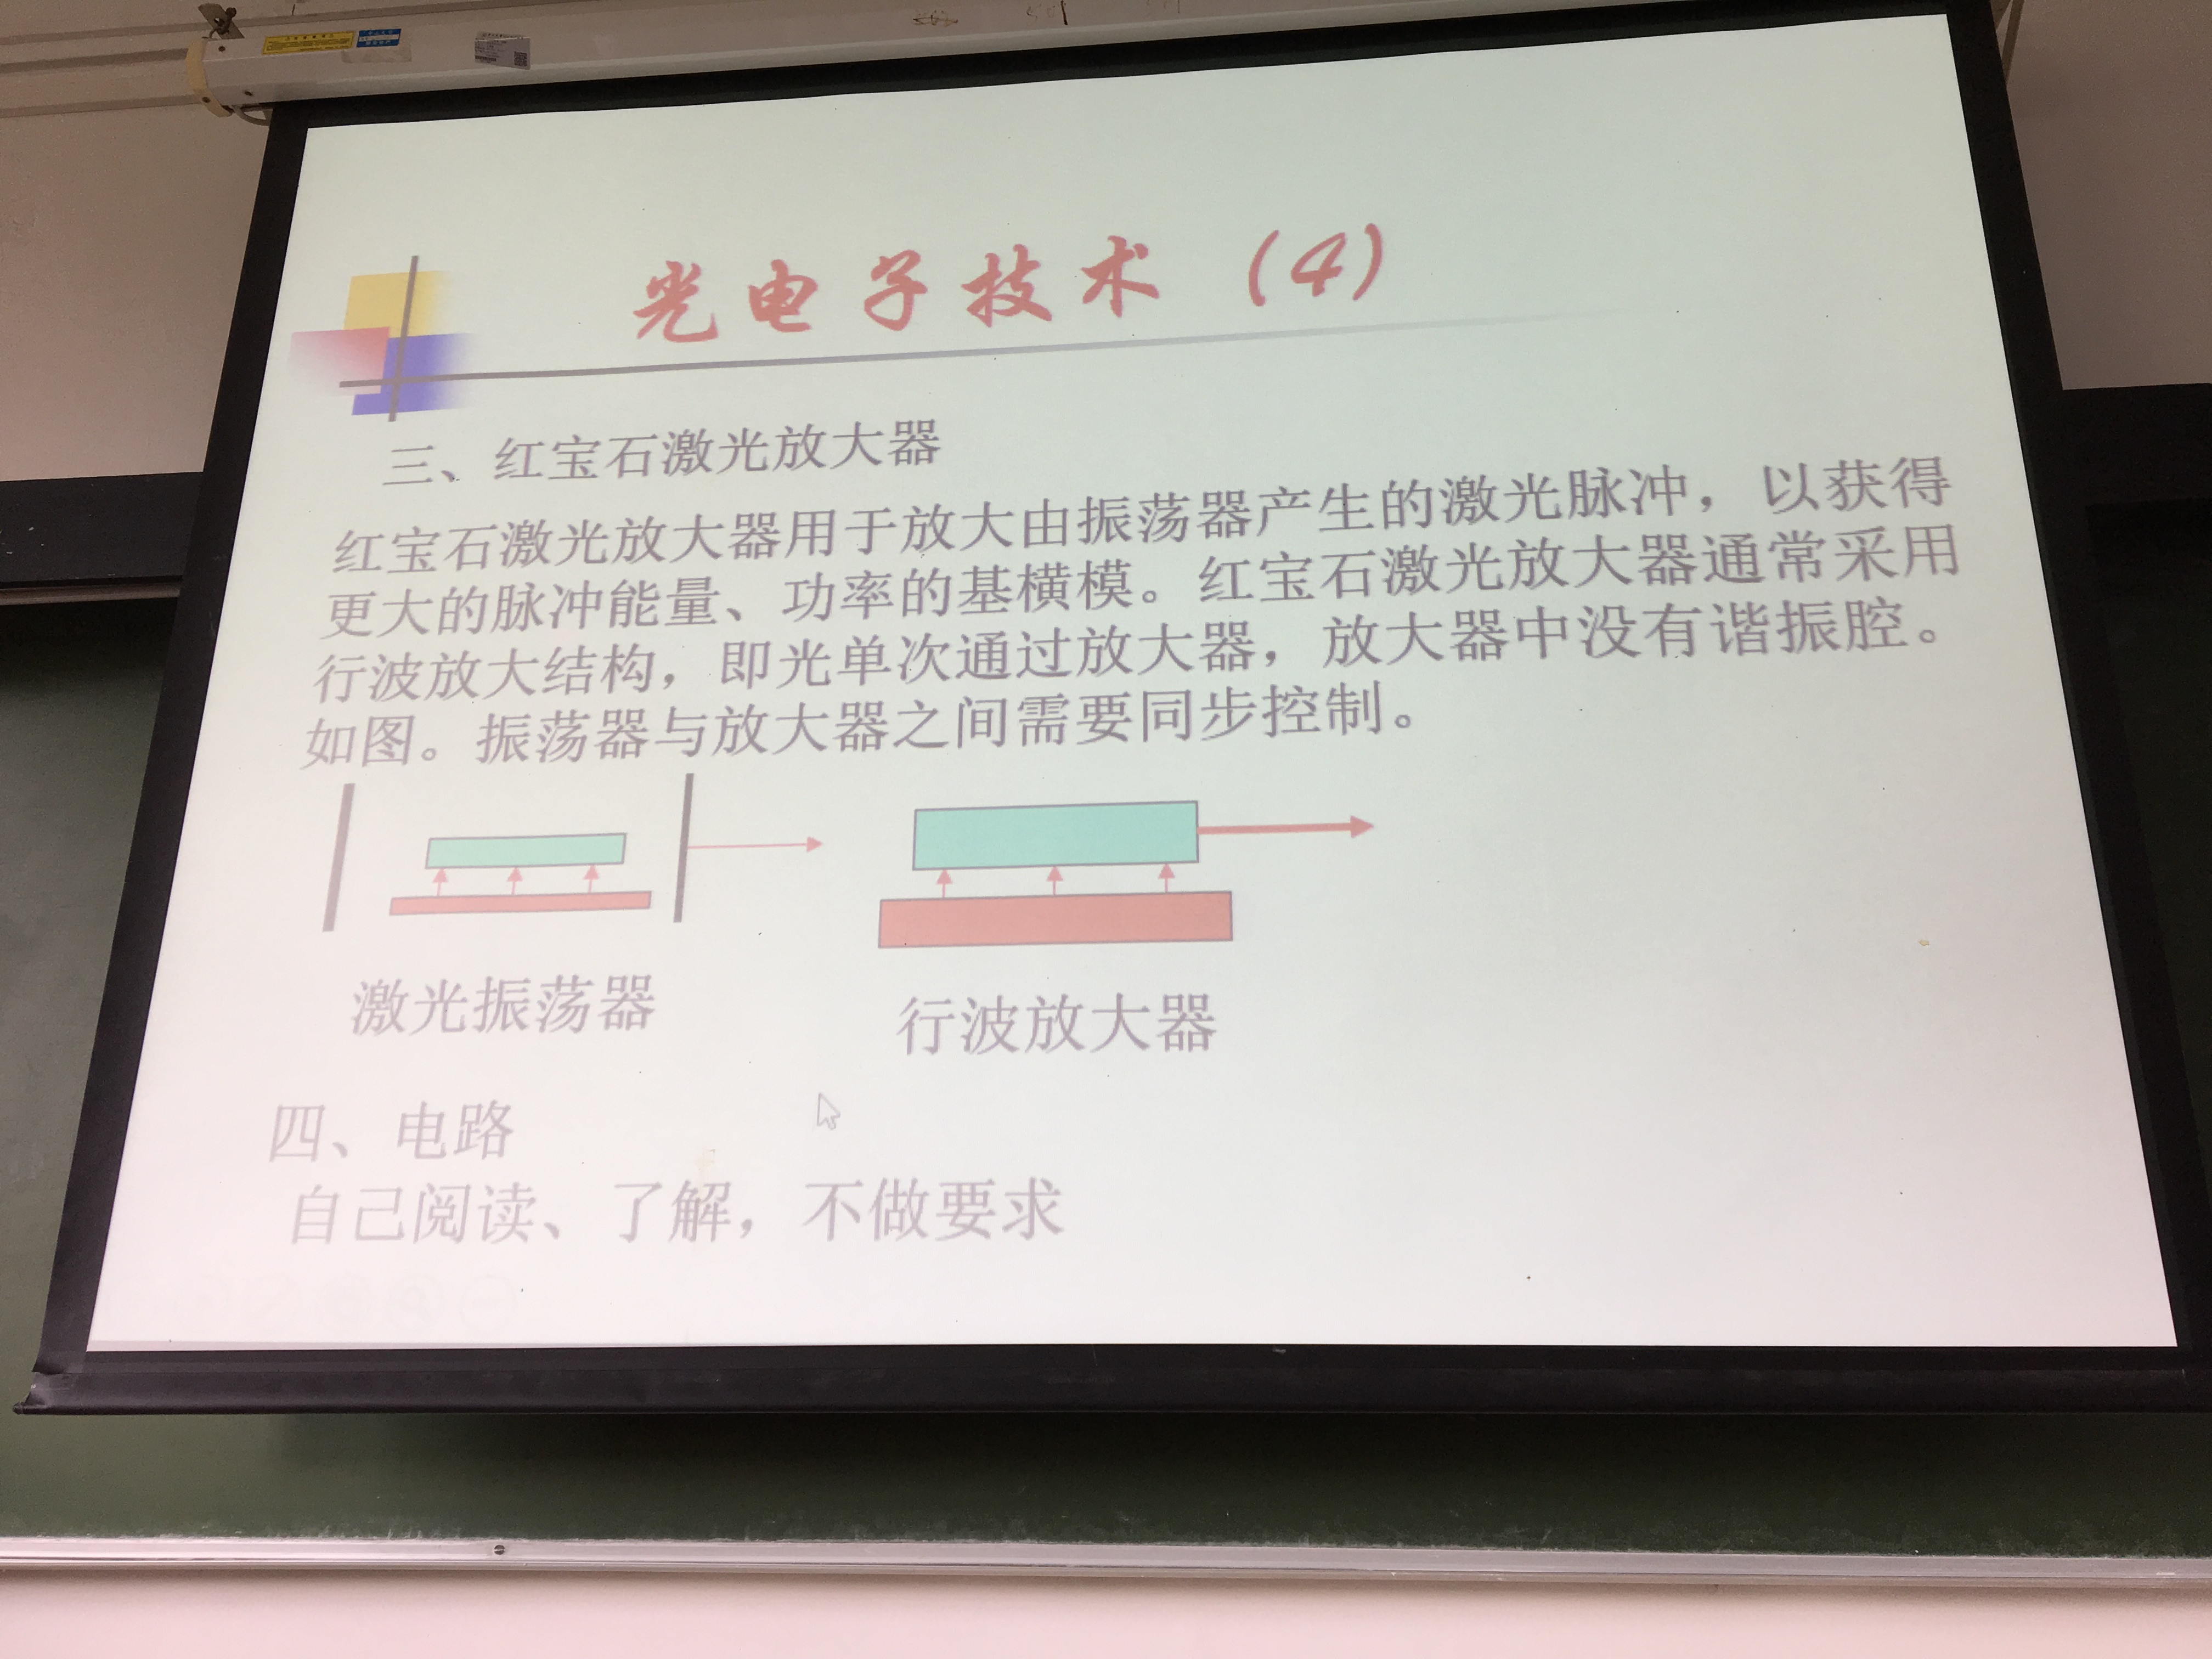 光电子技术（4）
三、红宝石激光放大器
红宝石激光放大器用于放大由振荡器产生的激光脉冲，以获得
更大的脉冲能量、功率的基横模。红宝石激光放大器通常采用
行波放大结构，即光单次通过放大器，放大器中没有谐振腔。
如图。振荡器与放大器之间需要同步控制。
激光振荡器
行波放大器
四、电路
自己阅读、了解，不做要求